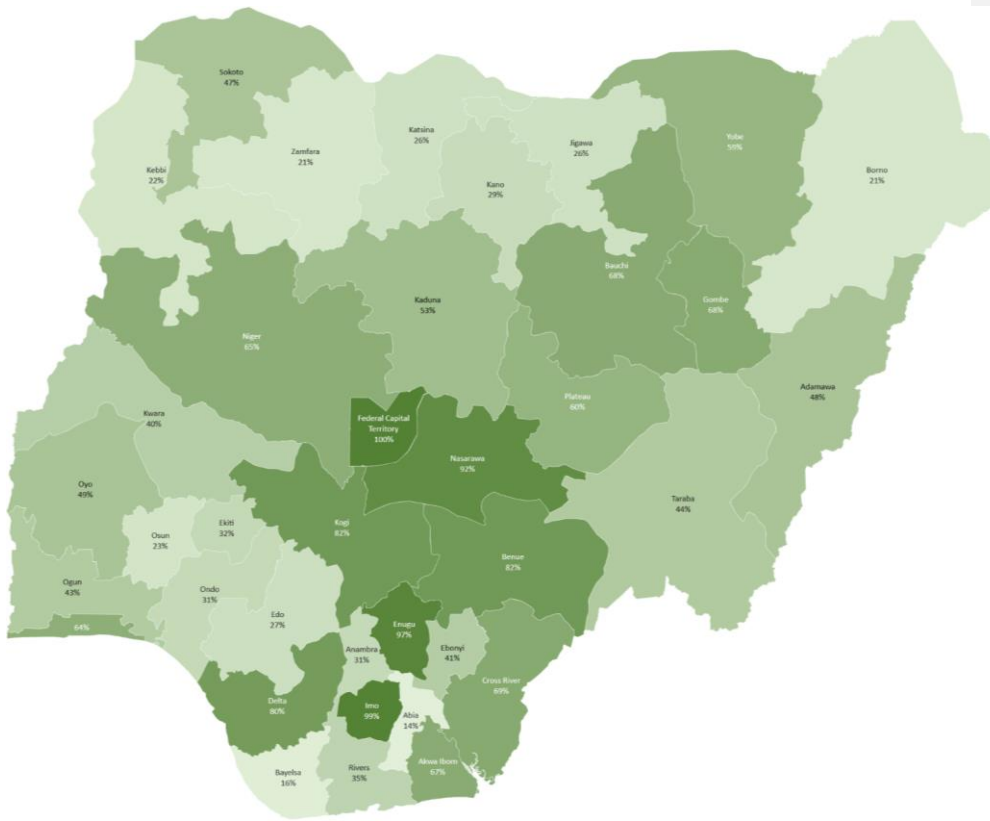 Sokoto
47%
Katsina
26%
Jigawa
26%
Yobe
Zamfara
21%
Kebbi
22%
Kano
29%
Borno
21%
Bauchi
68%
Gombe
68%
Kaduna
53%
Niger
65%
Adamawa
48%
Plateau
60%
Federal Capital
Territory
100%
Kwara
40%
Nasarawa
92%
Oyo
49%
Taraba
44%
Ekiti
32%
Kogi
82%
Osun
23%
Benue
82%
Ogun
43%
Ondo
31%
Edo
27%
64%
Enugu
97%
Anambra
31%
Ebonyi
41%
Cross River
69%
Delta
80%
Imo
99%
Abia
14%
Bayelsa
16%
Rivers
35%
Akwa Ibom
67%